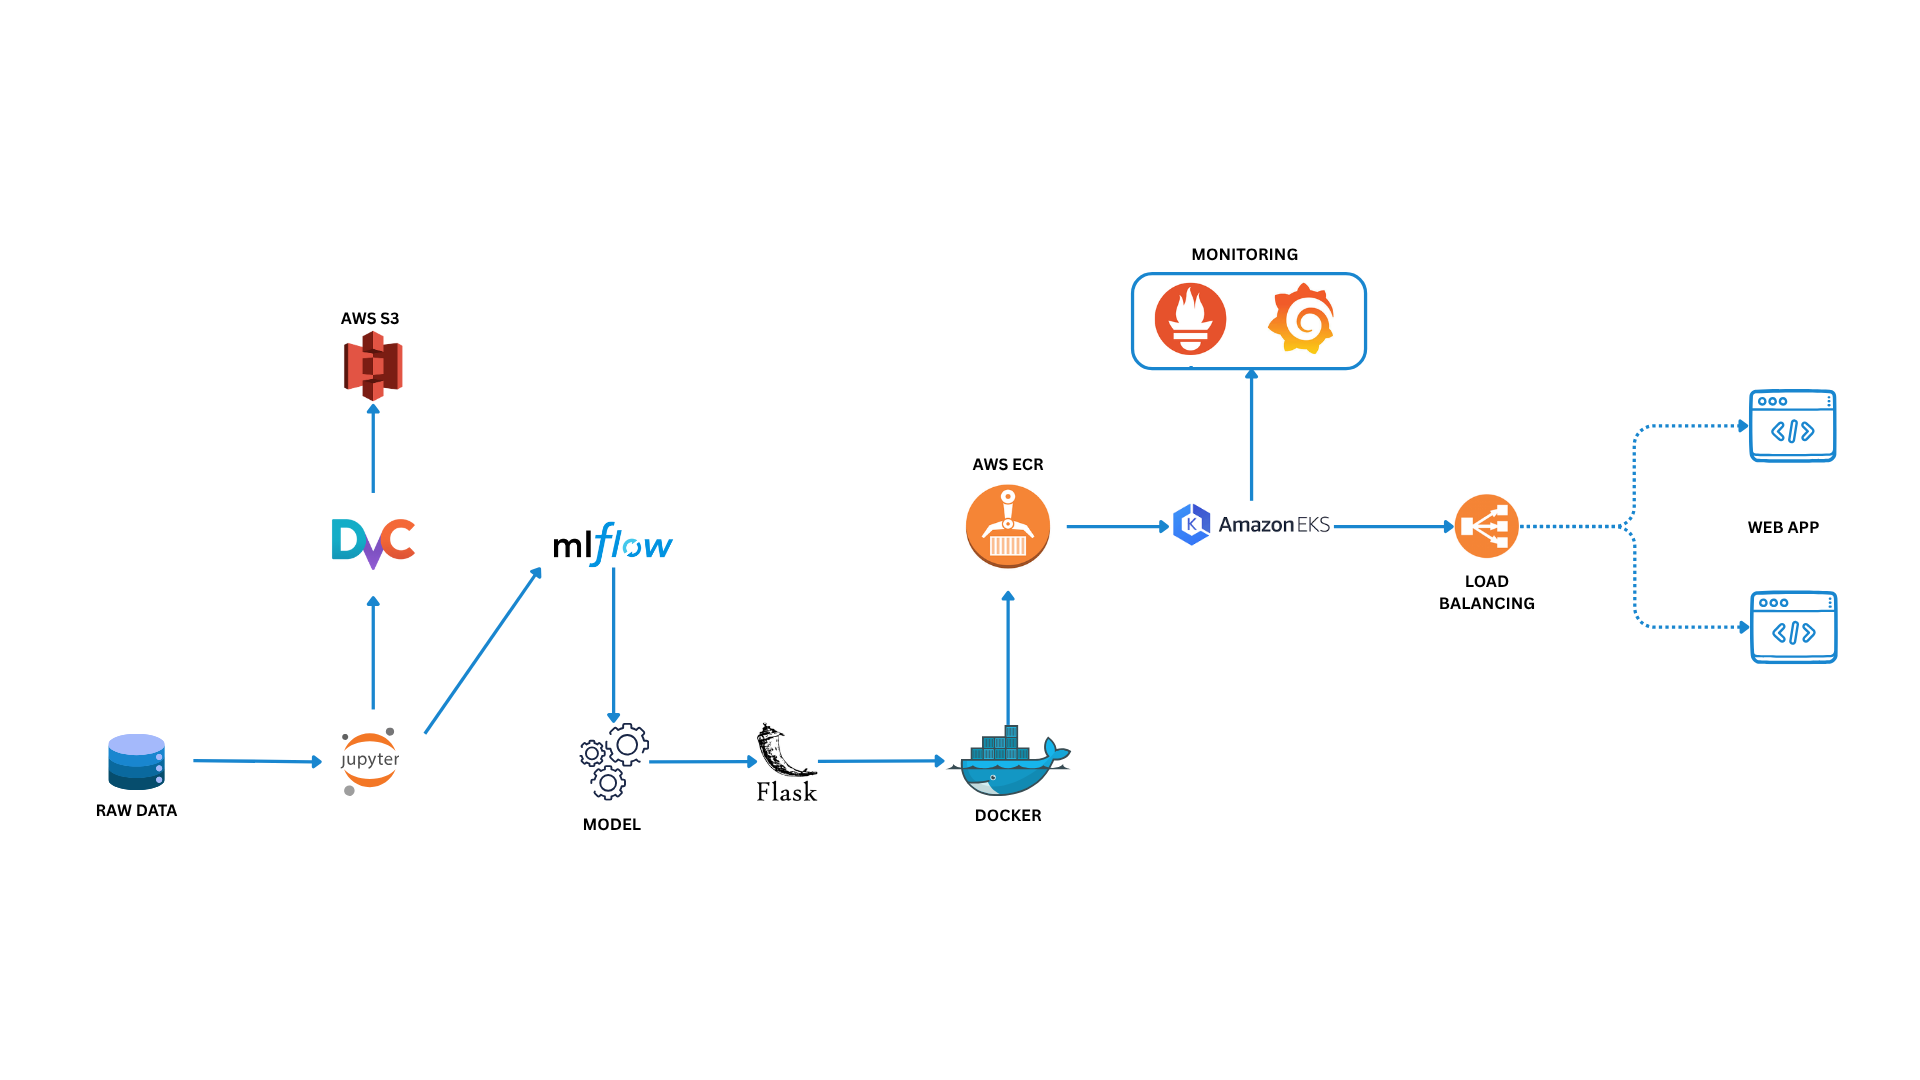 MONITORING
AWS S3
AWS ECR
DVC
mlflow
K Amazon EKS
</>
WEB APP
LOAD
BALANCING
</>
jupyter
Flask
RAW DATA
MODEL
DOCKER